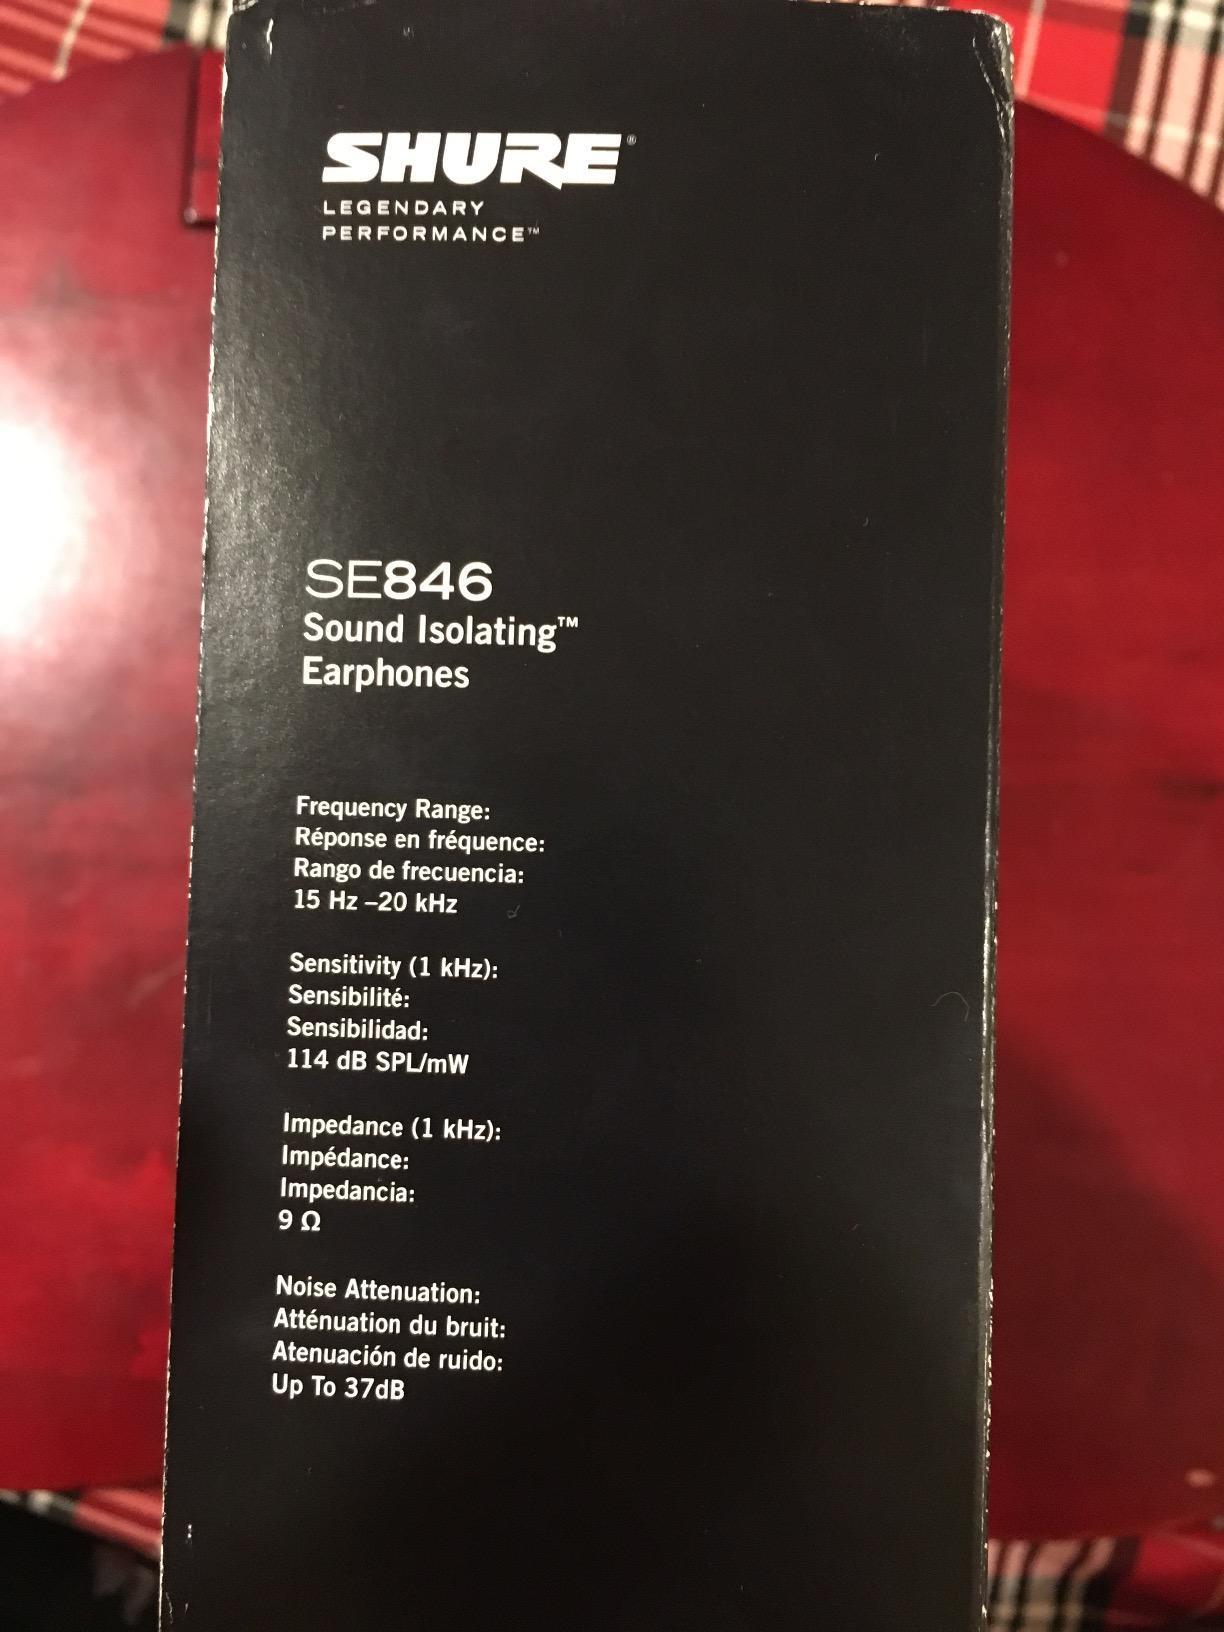 SHURE®
LEGENDARY
PERFORMANCE™
SE846
Sound Isolating™
Earphones
Frequency Range:
Réponse en fréquence:
Rango de frecuencia:
15 Hz –20 kHz
Sensitivity (1 kHz):
Sensibilité:
Sensibilidad:
114 dB SPL/mW
Impedance (1 kHz):
Impédance:
Impedancia:
9 Ω
Noise Attenuation:
Atténuation du bruit:
Atenuación de ruido:
Up To 37dB